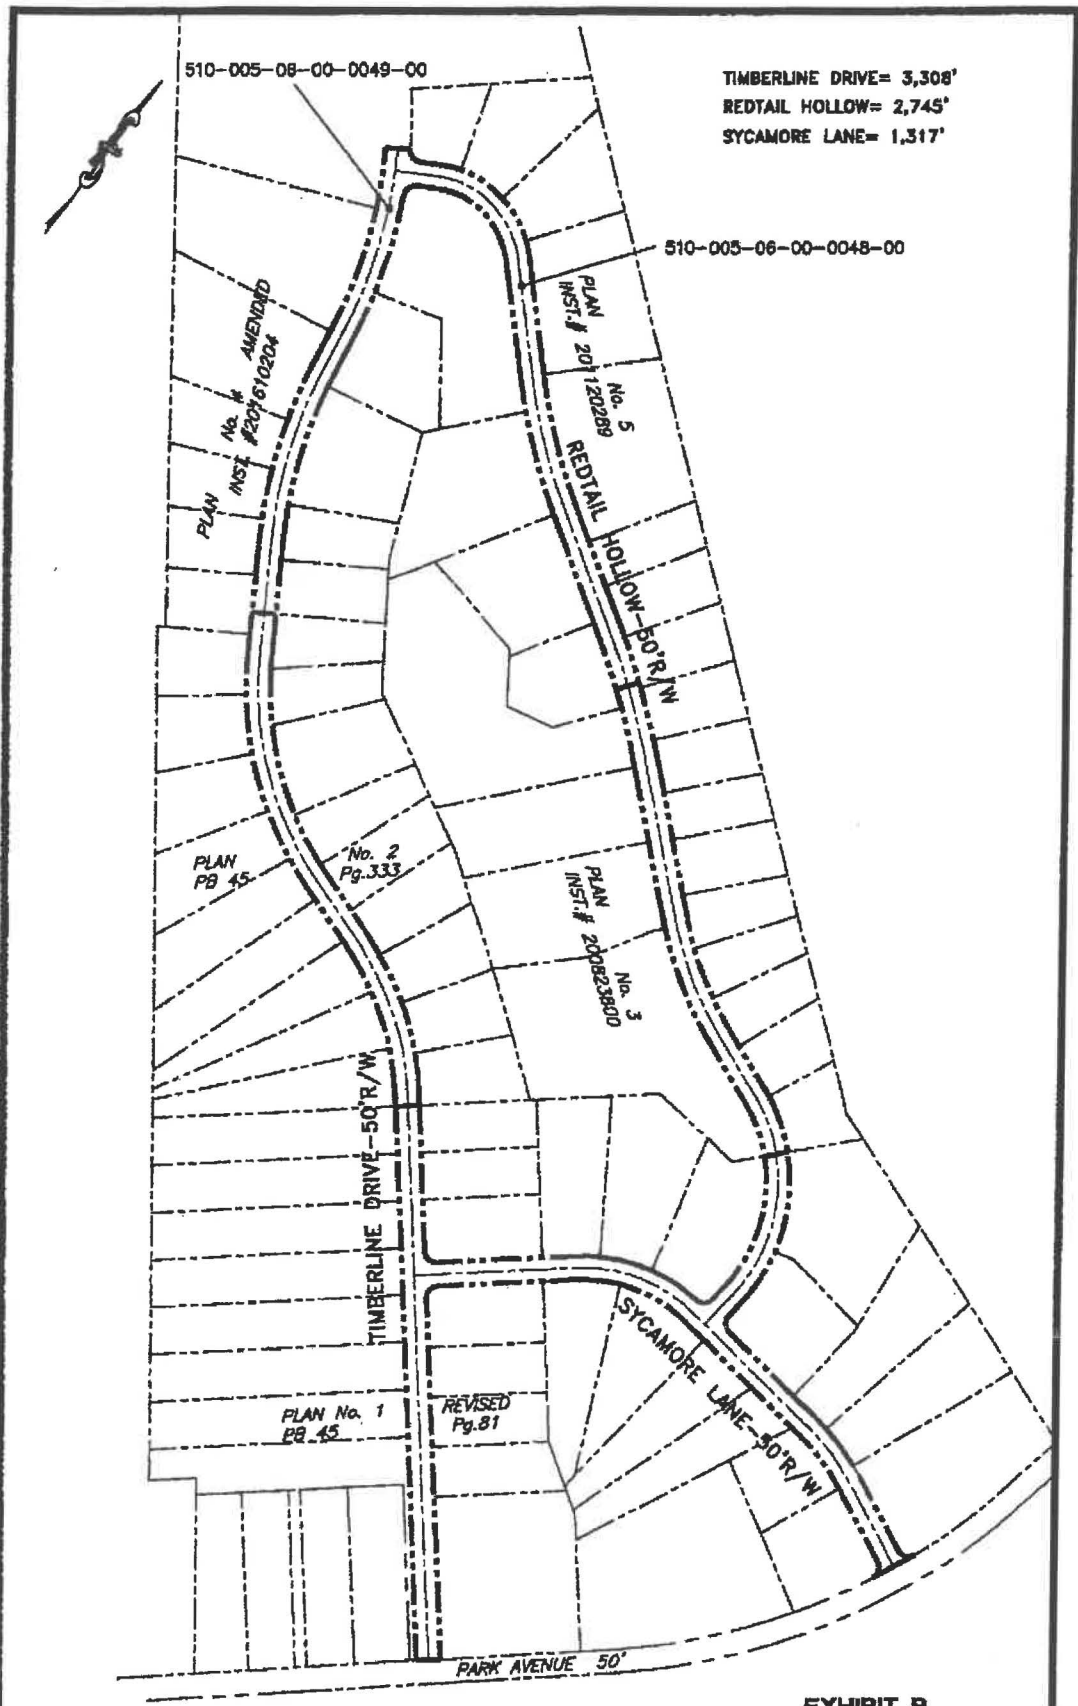 510-005-08-00-0049-00
TIMBERLINE DRIVE= 3,308'
REDTAIL HOLLOW= 2,745'
SYCAMORE LANE= 1,317'
510-005-06-00-0048-00
PLAN No. 4 AMENDED
INST. #201610204
PLAN No. 5
INST.# 201120289
REDTAIL HOLLOW-50'R/W
PLAN No. 2
PB 45 Pg.333
PLAN No. 3
INST.# 200823800
TIMBERLINE DRIVE-50'R/W
SYCAMORE LANE-50'R/W
PLAN No. 1 REVISED
PB 45 Pg.81
PARK AVENUE 50'
EXHIBIT B